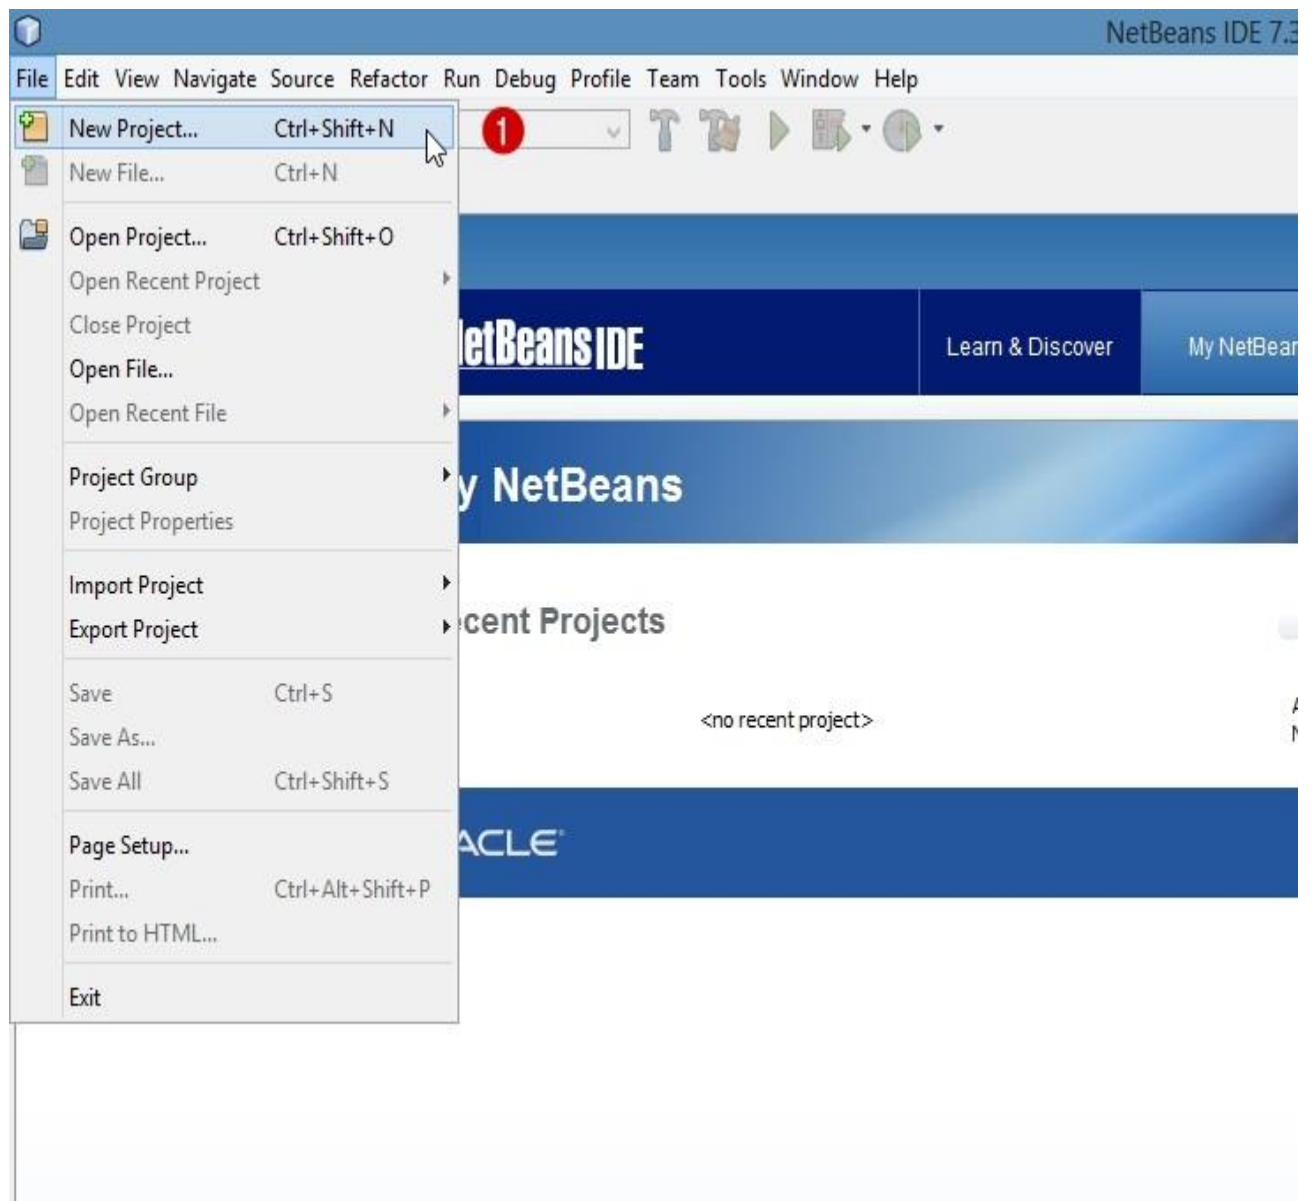 NetBeans IDE 7.3
File Edit View Navigate Source Refactor Run Debug Profile Team Tools Window Help
New Project... Ctrl+Shift+N
1
New File... Ctrl+N
Open Project... Ctrl+Shift+O
Open Recent Project
Close Project
Open File...
Open Recent File
Project Group
Project Properties
Import Project
Export Project
Save Ctrl+S
Save As...
Save All Ctrl+Shift+S
Page Setup...
Print... Ctrl+Alt+Shift+P
Print to HTML...
Exit
etBeans IDE
Learn & Discover
My NetBean
y NetBeans
cent Projects
<no recent project>
ACLE